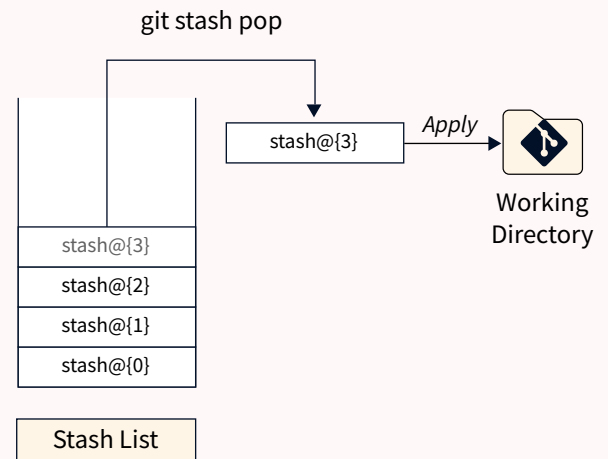 git stash pop
stash@{3}
Apply
Working
Directory
stash@{3}
stash@{2}
stash@{1}
stash@{0}
Stash List